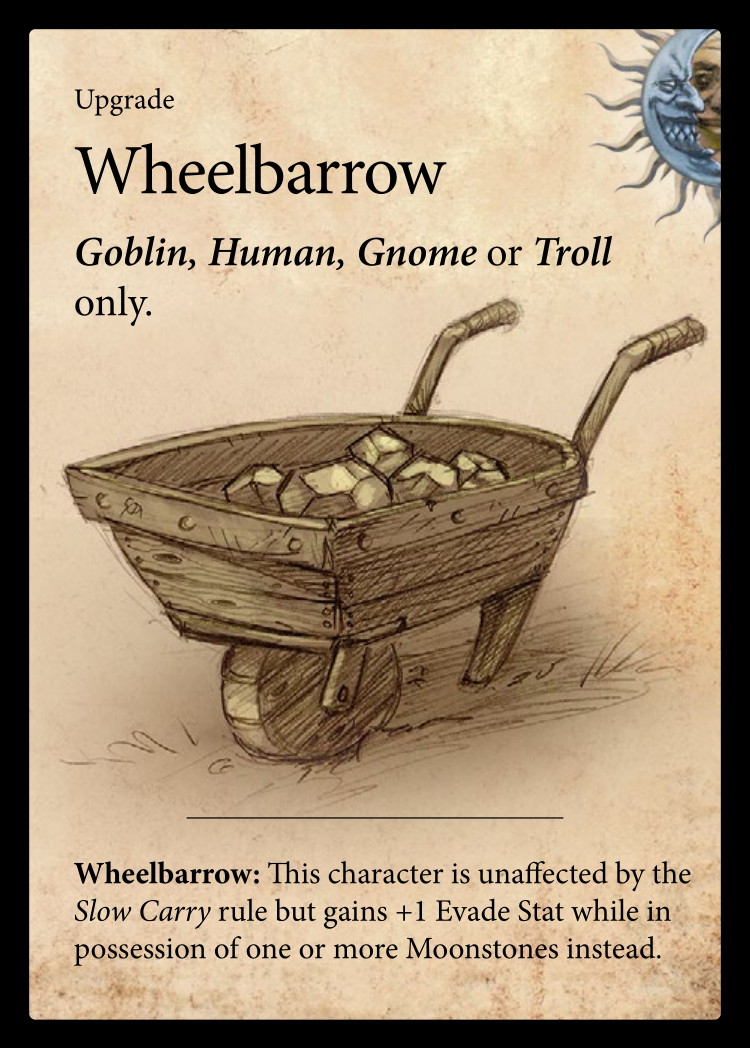 Upgrade
Wheelbarrow
Goblin, Human, Gnome or Troll
only.
Wheelbarrow: This character is unaffected by the
Slow Carry rule but gains +1 Evade Stat while in
possession of one or more Moonstones instead.